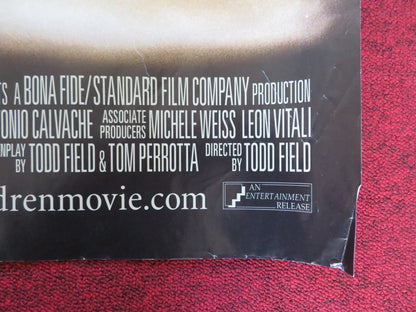 A BONA FIDE/STANDARD FILM COMPANY PRODUCTION
CALVACHE ASSOCIATE PRODUCERS MICHELE WEISS LEON VITALI
BY TODD FIELD & TOM PERROTTA DIRECTED BY TODD FIELD
drenmovie.com
AN
ENTERTAINMENT
RELEASE